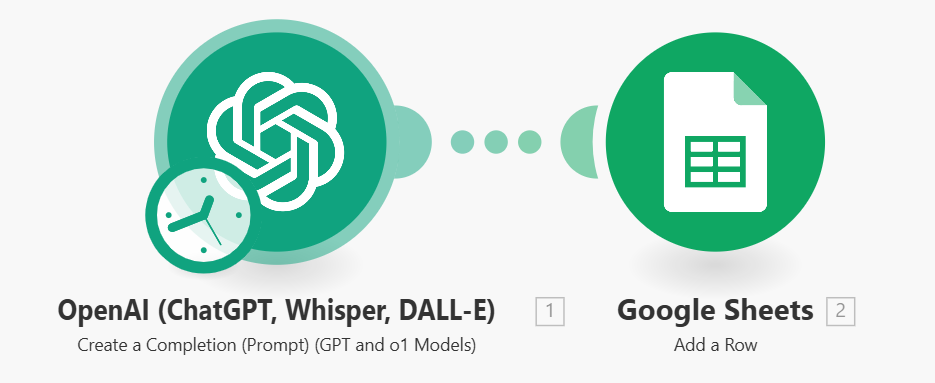 OpenAI (ChatGPT, Whisper, DALL-E) 1
Create a Completion (Prompt) (GPT and o1 Models)
Google Sheets 2
Add a Row